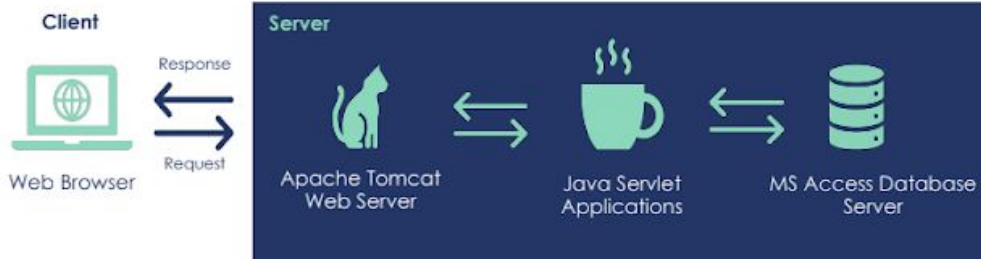 Client
Server
Response
Request
Web Browser
Apache Tomcat
Web Server
Java Servlet
Applications
MS Access Database
Server